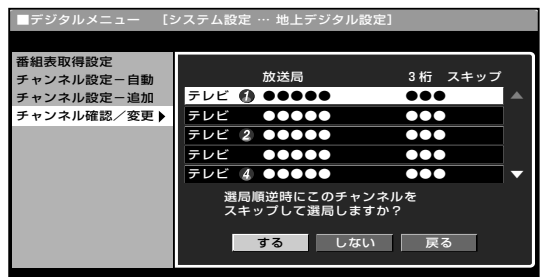 ■デジタルメニュー [システム設定 … 地上デジタル設定]
番組表取得設定
チャンネル設定－自動
チャンネル設定－追加
チャンネル確認／変更▶
放送局 3桁 スキップ
テレビ ❶ ●●●●● ●●●
テレビ ●●●●● ●●●
テレビ ❷ ●●●●● ●●●
テレビ ●●●●● ●●●
テレビ ❹ ●●●●● ●●●
選局順逆時にこのチャンネルを
スキップして選局しますか？
する しない 戻る